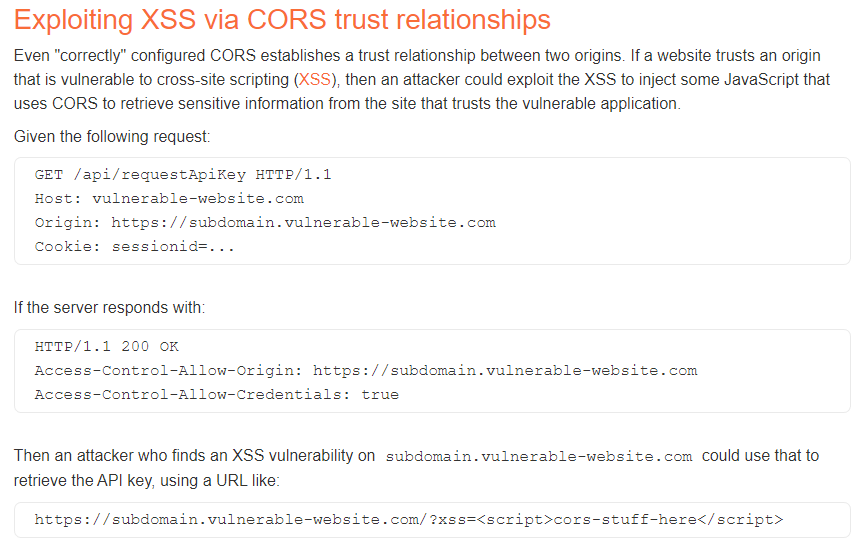 Exploiting XSS via CORS trust relationships
Even "correctly" configured CORS establishes a trust relationship between two origins. If a website trusts an origin
that is vulnerable to cross-site scripting (XSS), then an attacker could exploit the XSS to inject some JavaScript that
uses CORS to retrieve sensitive information from the site that trusts the vulnerable application.
Given the following request:
GET /api/requestApiKey HTTP/1.1
Host: vulnerable-website.com
Origin: https://subdomain.vulnerable-website.com
Cookie: sessionid=...
If the server responds with:
HTTP/1.1 200 OK
Access-Control-Allow-Origin: https://subdomain.vulnerable-website.com
Access-Control-Allow-Credentials: true
Then an attacker who finds an XSS vulnerability on subdomain.vulnerable-website.com could use that to
retrieve the API key, using a URL like:
https://subdomain.vulnerable-website.com/?xss=<script>cors-stuff-here</script>